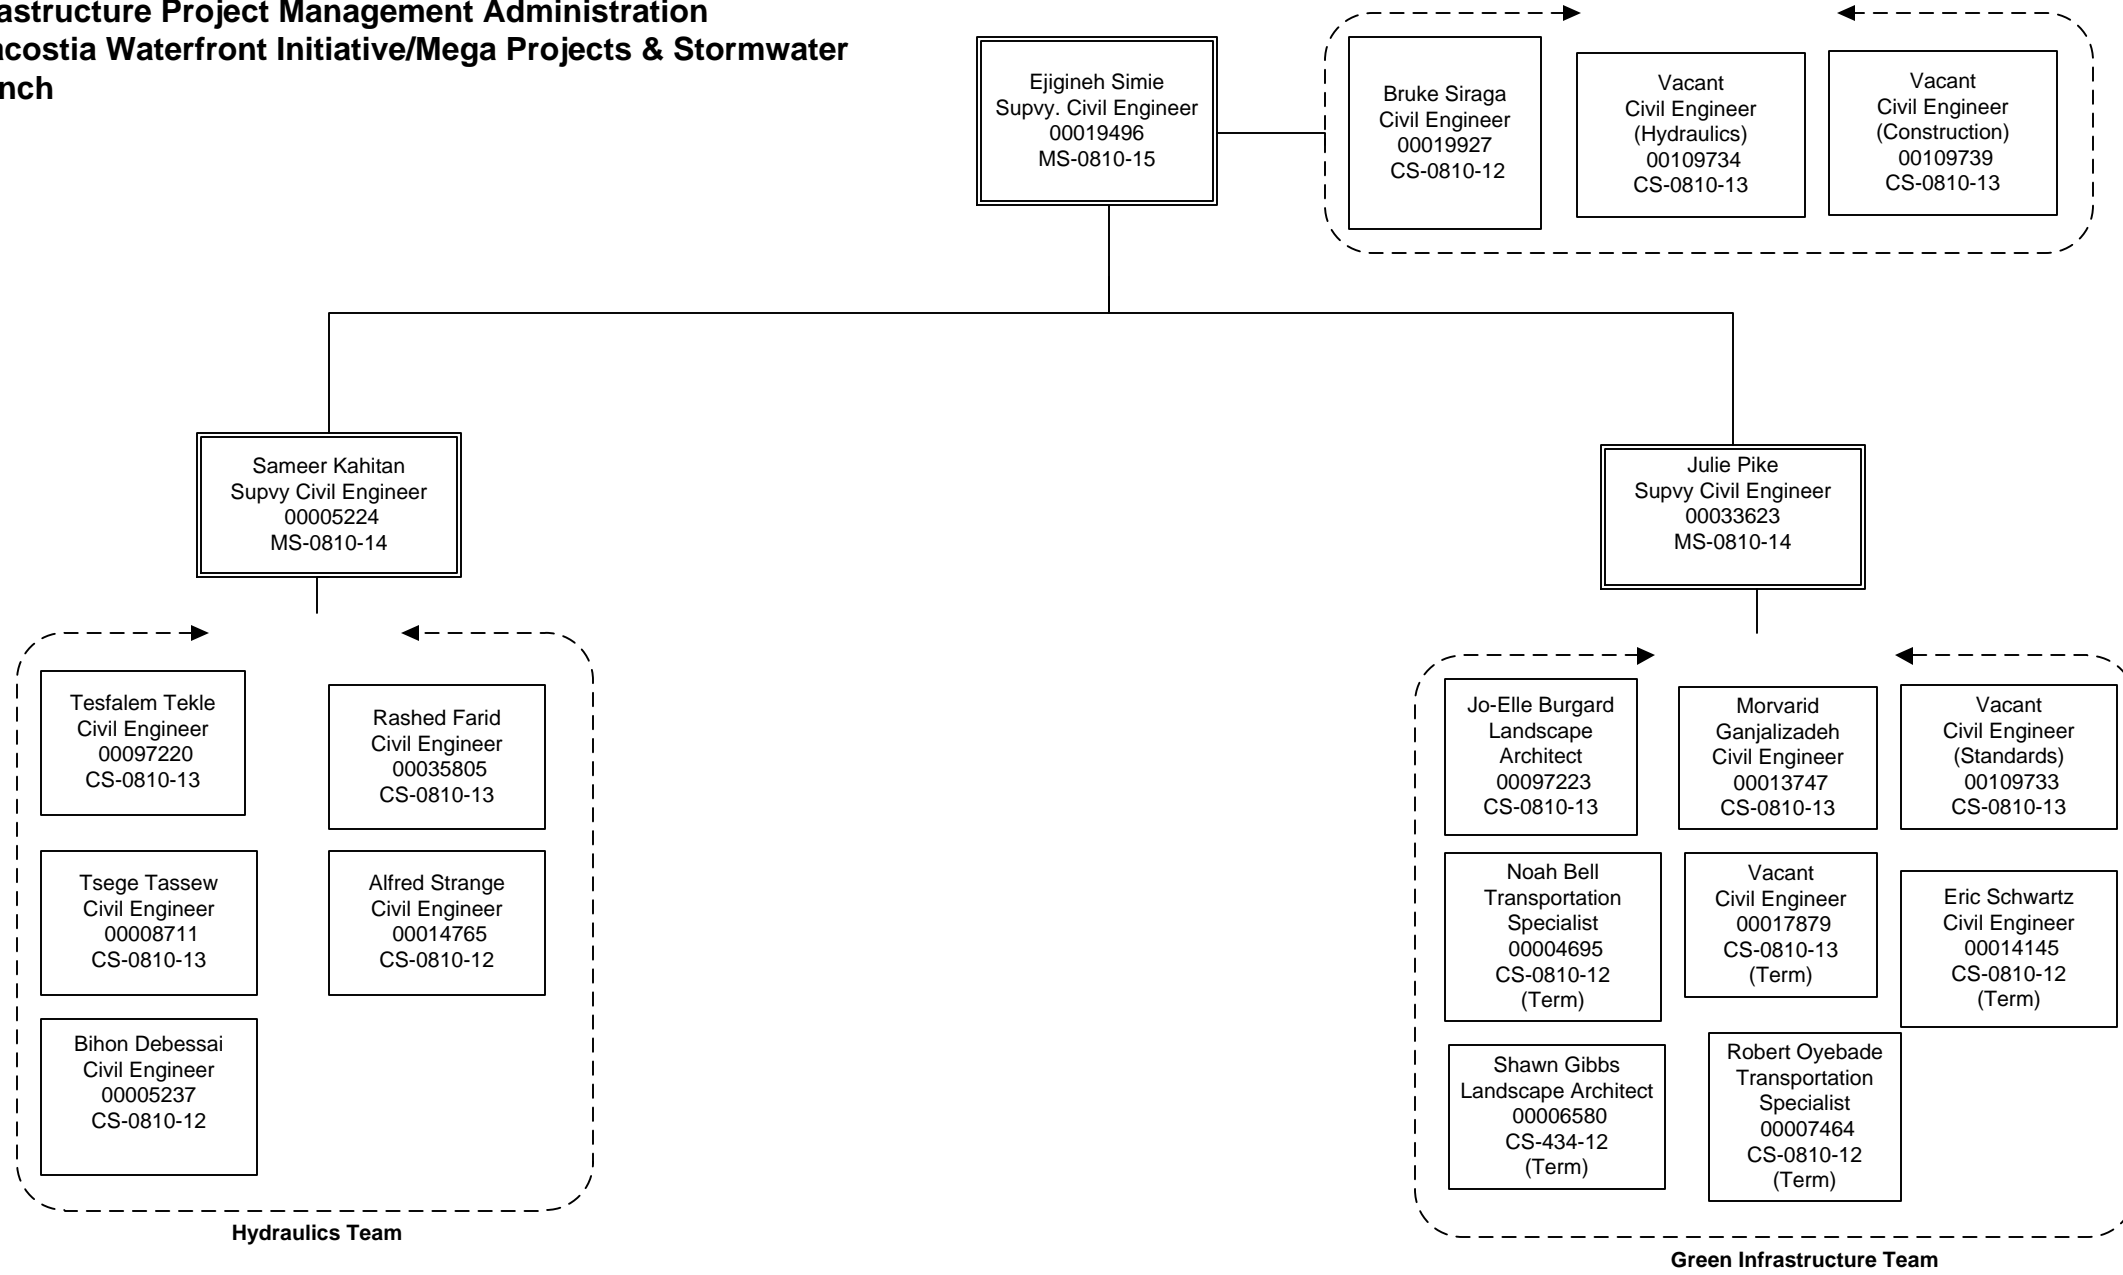 astructure Project Management Administration
acostia Waterfront Initiative/Mega Projects & Stormwater
nch
Ejigineh Simie
Supvy. Civil Engineer
00019496
MS-0810-15
Bruke Siraga
Civil Engineer
00019927
CS-0810-12
Vacant
Civil Engineer
(Hydraulics)
00109734
CS-0810-13
Vacant
Civil Engineer
(Construction)
00109739
CS-0810-13
Sameer Kahitan
Supvy Civil Engineer
00005224
MS-0810-14
Julie Pike
Supvy Civil Engineer
00033623
MS-0810-14
Tesfalem Tekle
Civil Engineer
00097220
CS-0810-13
Rashed Farid
Civil Engineer
00035805
CS-0810-13
Tsege Tassew
Civil Engineer
00008711
CS-0810-13
Alfred Strange
Civil Engineer
00014765
CS-0810-12
Bihon Debessai
Civil Engineer
00005237
CS-0810-12
Hydraulics Team
Jo-Elle Burgard
Landscape
Architect
00097223
CS-0810-13
Morvarid
Ganjalizadeh
Civil Engineer
00013747
CS-0810-13
Vacant
Civil Engineer
(Standards)
00109733
CS-0810-13
Noah Bell
Transportation
Specialist
00004695
CS-0810-12
(Term)
Vacant
Civil Engineer
00017879
CS-0810-13
(Term)
Eric Schwartz
Civil Engineer
00014145
CS-0810-12
(Term)
Shawn Gibbs
Landscape Architect
00006580
CS-434-12
(Term)
Robert Oyebade
Transportation
Specialist
00007464
CS-0810-12
(Term)
Green Infrastructure Team